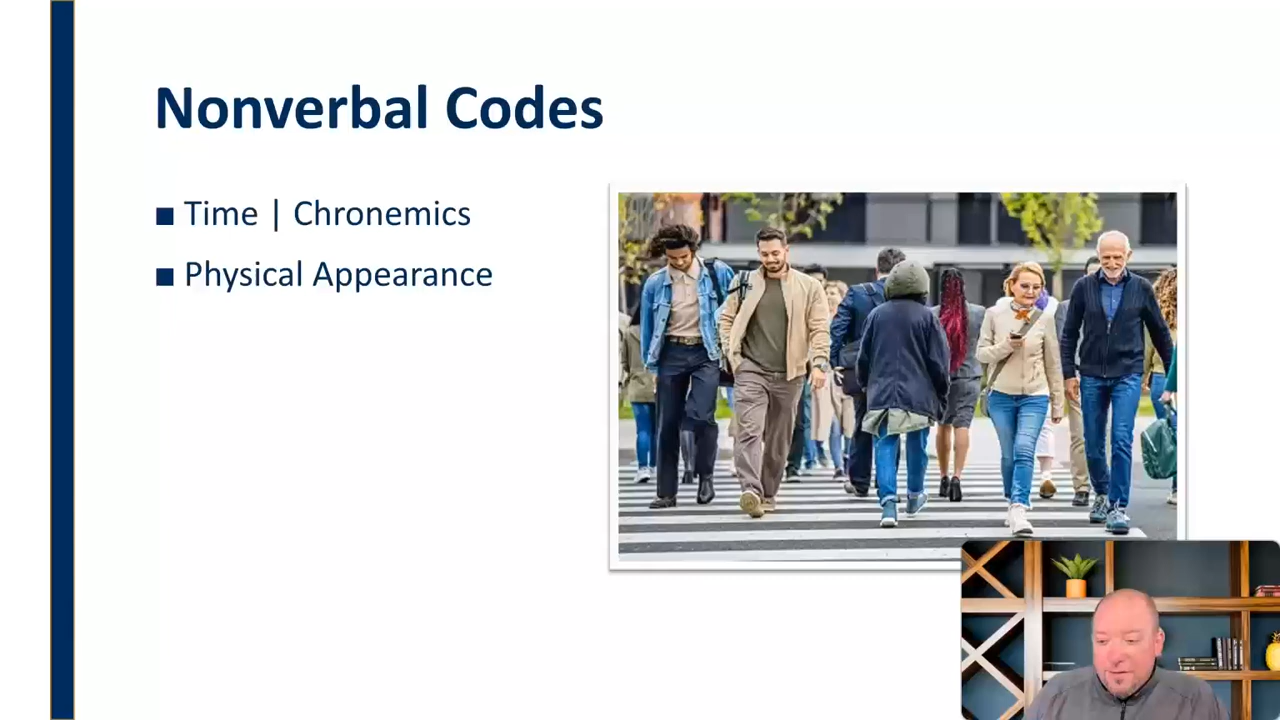 Nonverbal Codes
■ Time | Chronemics
■ Physical Appearance